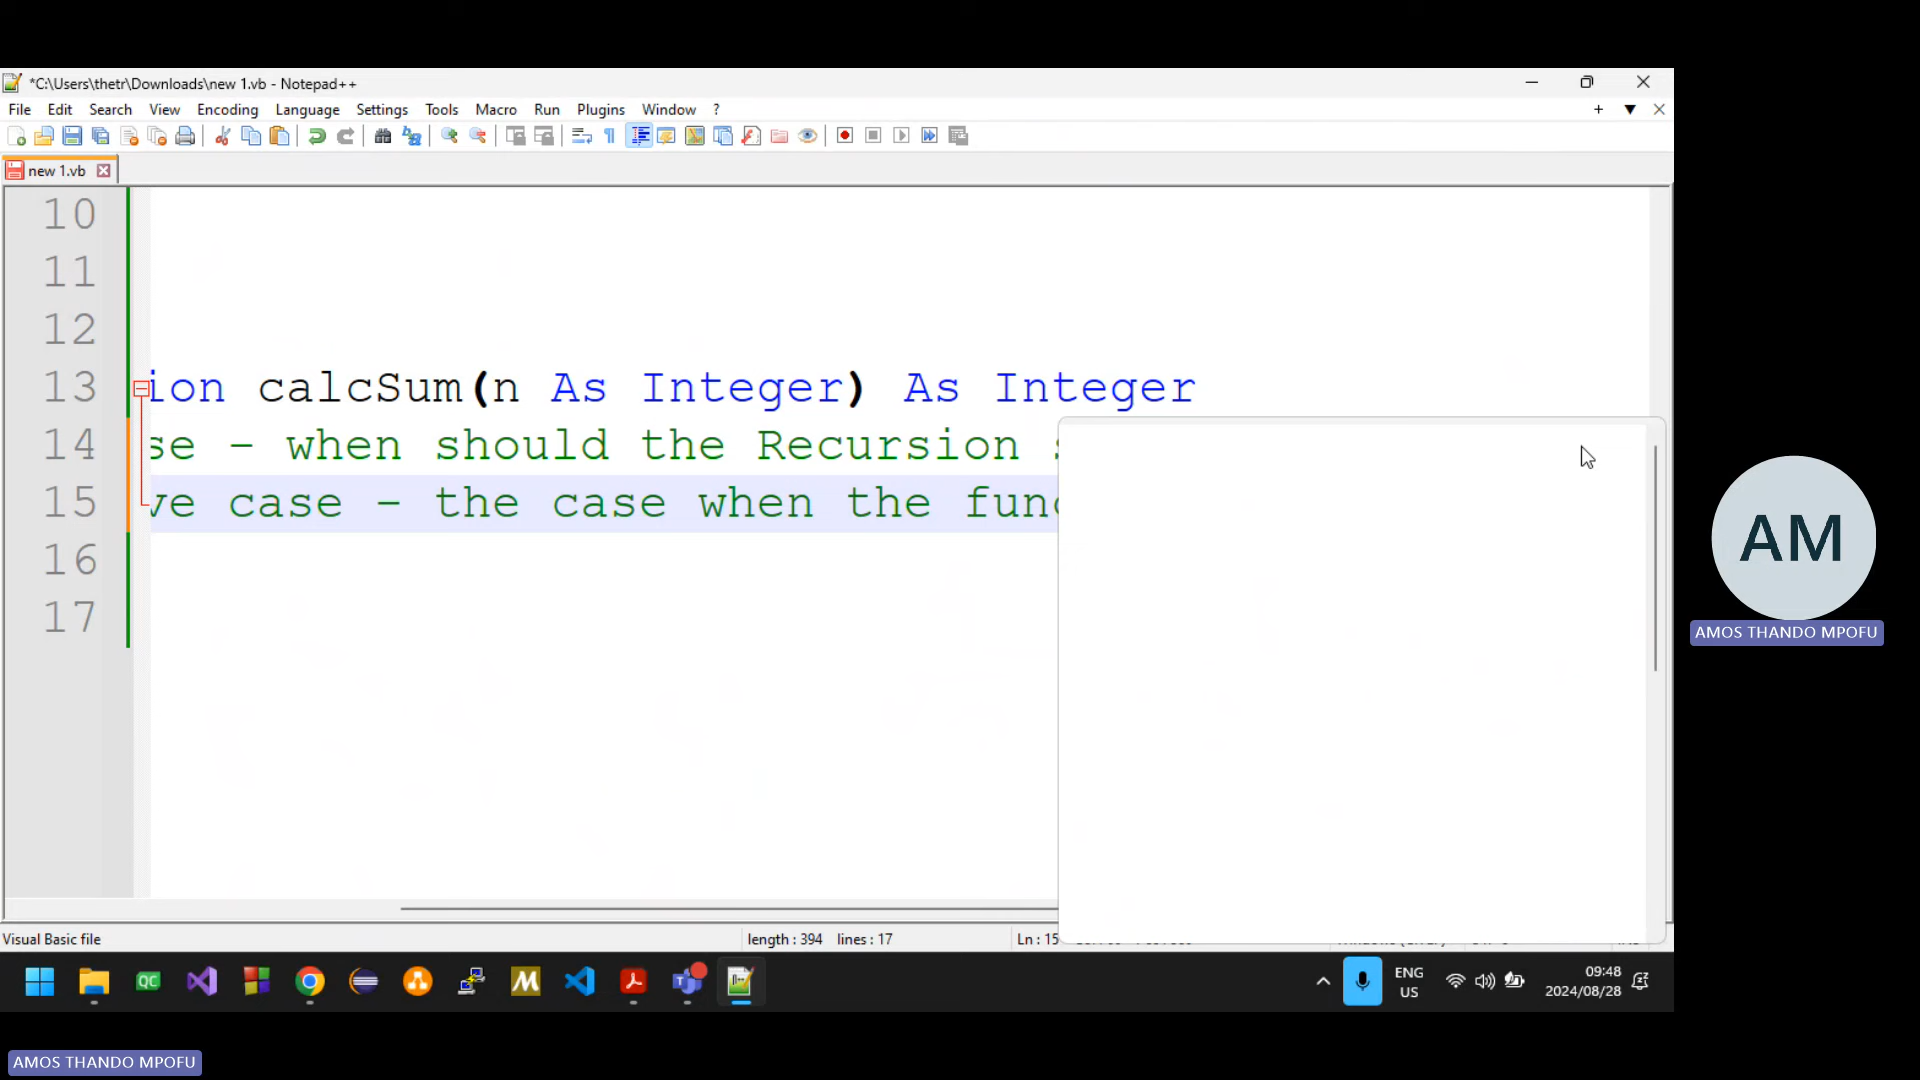 *C:\Users\thetr\Downloads\new 1.vb - Notepad++
File Edit Search View Encoding Language Settings Tools Macro Run Plugins Window ?
new 1.vb
10
11
12
13 ion calcSum(n As Integer) As Integer
14 se - when should the Recursion
15 ve case - the case when the func
16
17
Visual Basic file length : 394 lines : 17 Ln : 15
ENG
US
09:48
2024/08/28
AM
AMOS THANDO MPOFU
AMOS THANDO MPOFU